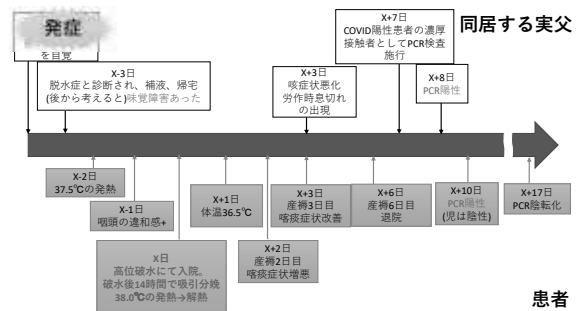 発症
を自覚
X-3日
脱水症と診断され、補液、帰宅
(後から考えると)味覚障害あった
X+3日
咳症状悪化
労作時息切れ
の出現
X+7日
COVID陽性患者の濃厚
接触者としてPCR検査
施行
X+8日
PCR陽性
同居する実父
X-2日
37.5℃の発熱
X-1日
咽頭の違和感+
X日
高位破水にて入院。
破水後14時間で吸引分娩
38.0℃の発熱→解熱
X+1日
体温36.5℃
X+2日
産褥2日目
喀痰症状増悪
X+3日
産褥3日目
喀痰症状改善
X+6日
産褥6日目
退院
X+10日
PCR陽性
(児は陰性)
X+17日
PCR陰転化
患者